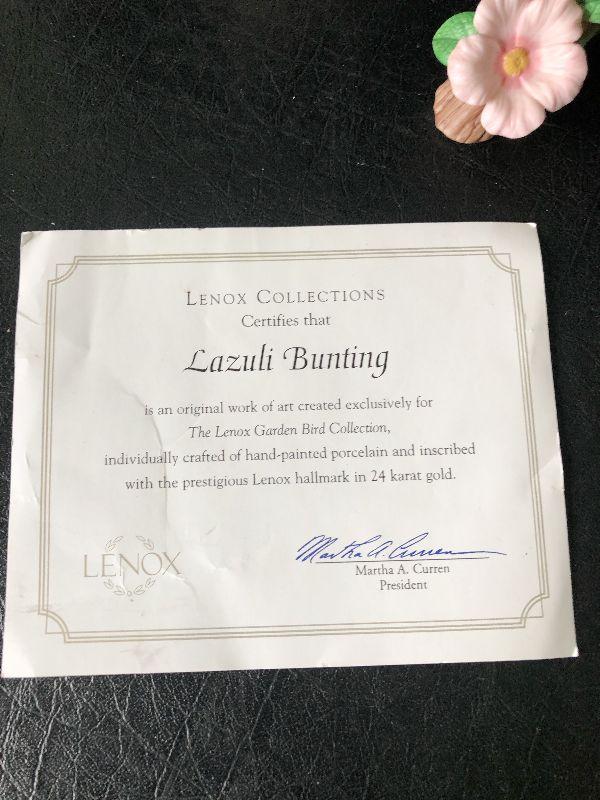 LENOX COLLECTIONS
Certifies that
Lazuli Bunting
is an original work of art created exclusively for
The Lenox Garden Bird Collection,
individually crafted of hand-painted porcelain and inscribed
with the prestigious Lenox hallmark in 24 karat gold.
LENOX
Martha A. Curren
Martha A. Curren
President